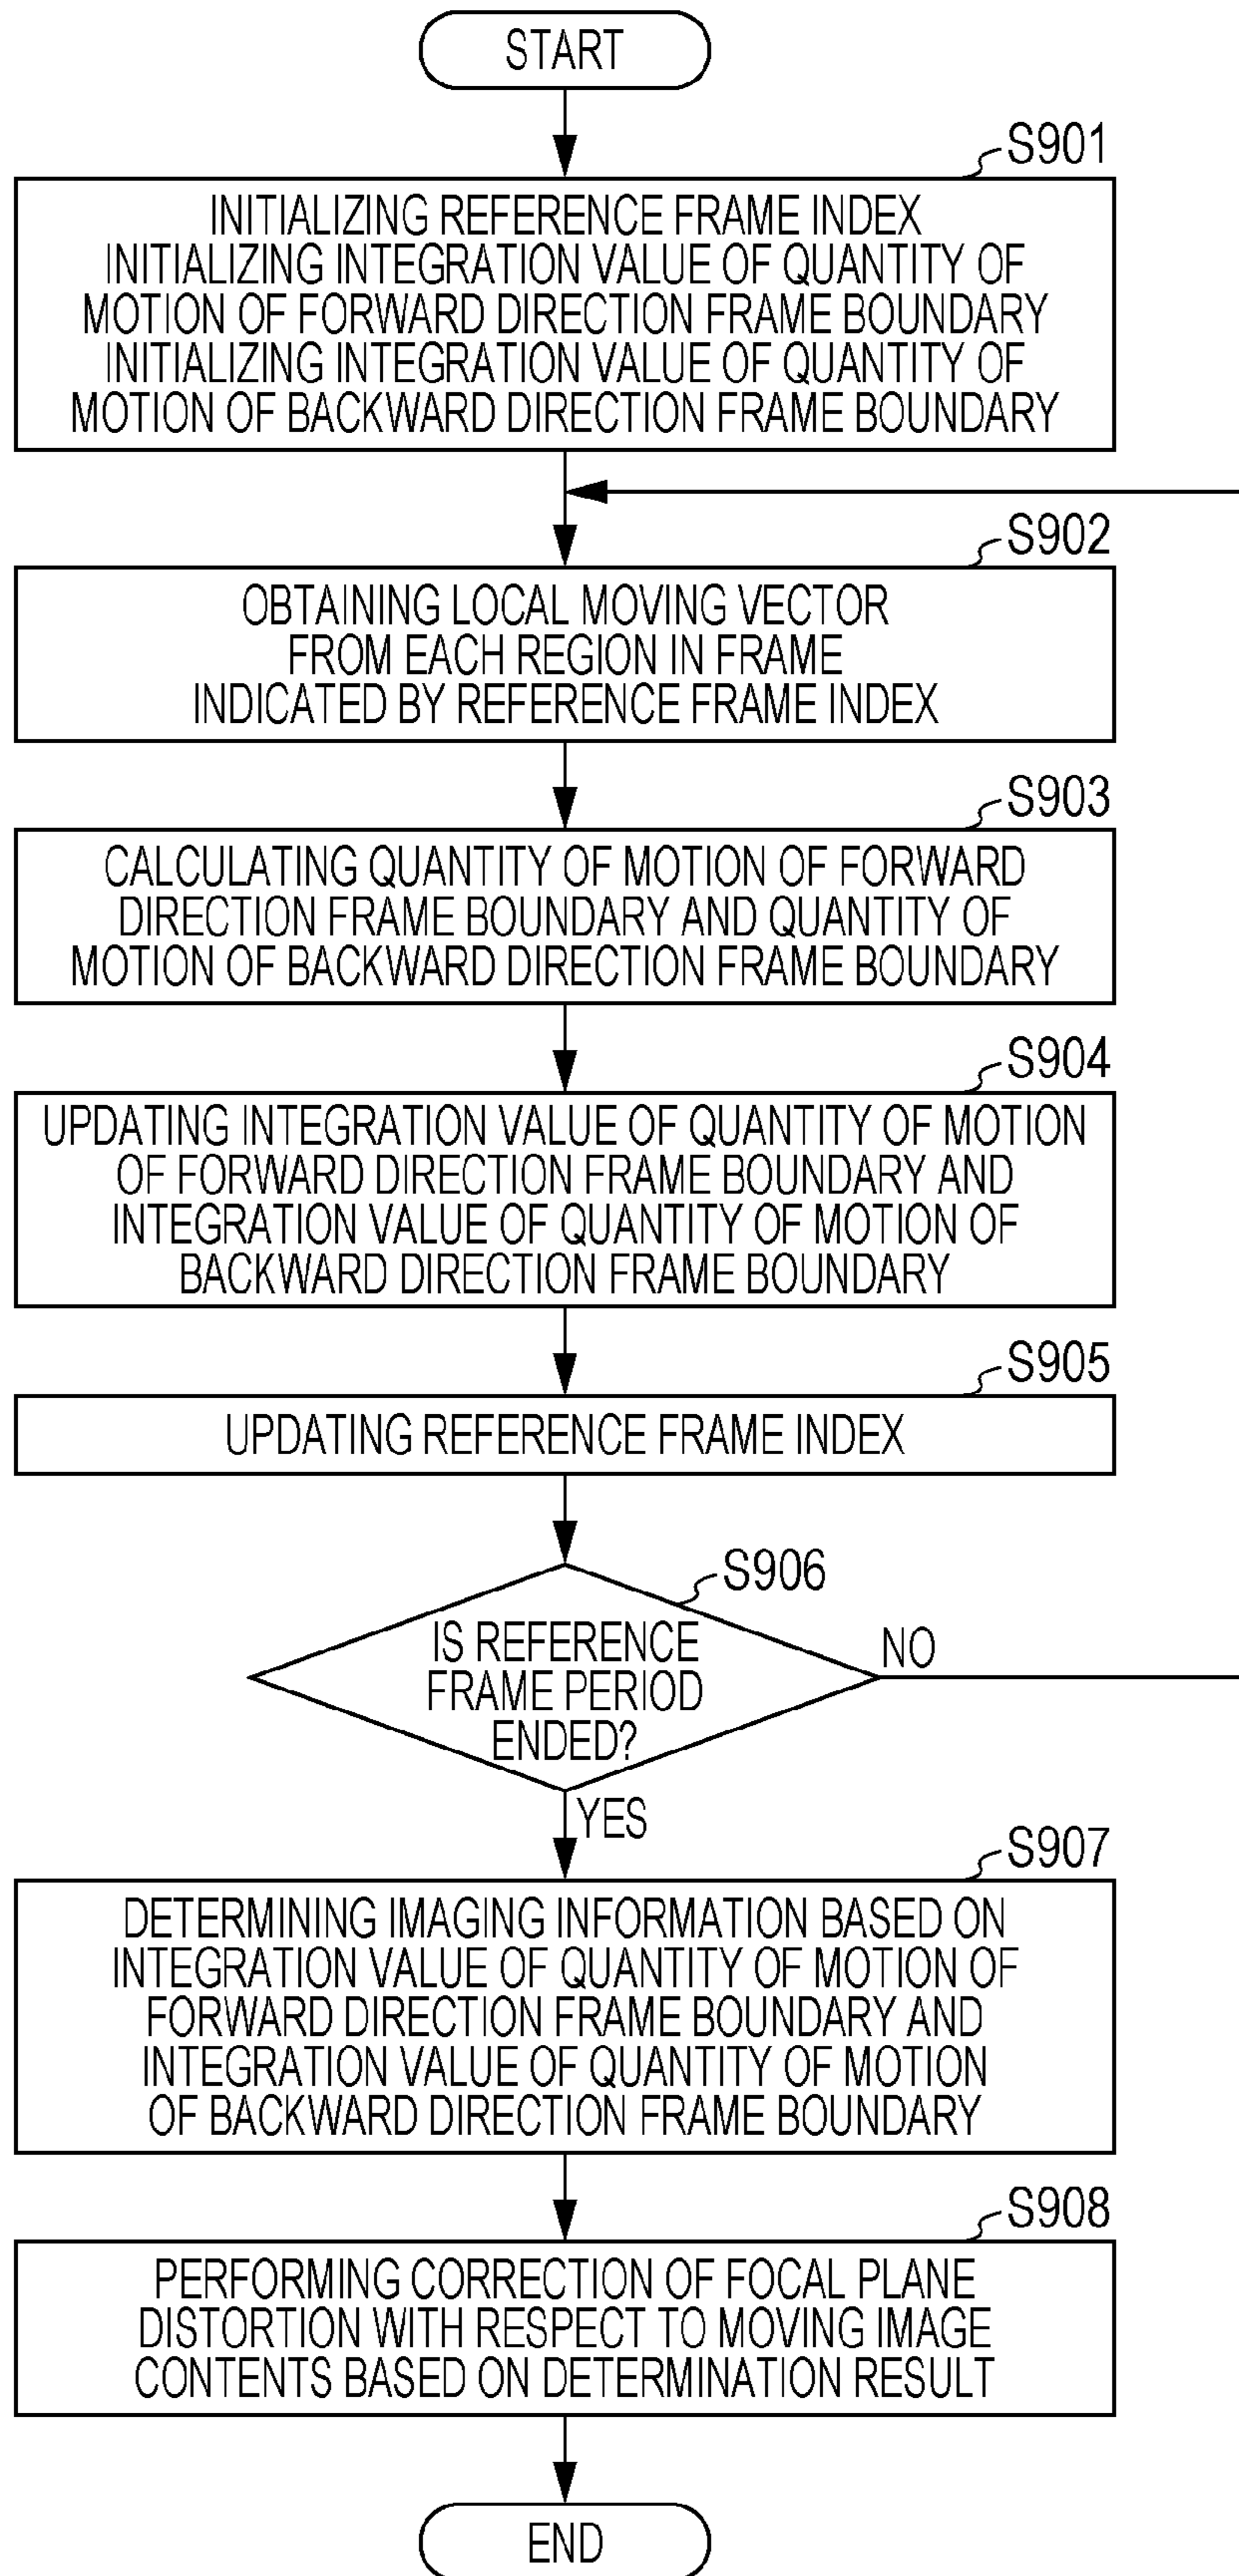 START
S901
INITIALIZING REFERENCE FRAME INDEX
INITIALIZING INTEGRATION VALUE OF QUANTITY OF
MOTION OF FORWARD DIRECTION FRAME BOUNDARY
INITIALIZING INTEGRATION VALUE OF QUANTITY OF
MOTION OF BACKWARD DIRECTION FRAME BOUNDARY
S902
OBTAINING LOCAL MOVING VECTOR
FROM EACH REGION IN FRAME
INDICATED BY REFERENCE FRAME INDEX
S903
CALCULATING QUANTITY OF MOTION OF FORWARD
DIRECTION FRAME BOUNDARY AND QUANTITY OF
MOTION OF BACKWARD DIRECTION FRAME BOUNDARY
S904
UPDATING INTEGRATION VALUE OF QUANTITY OF MOTION
OF FORWARD DIRECTION FRAME BOUNDARY AND
INTEGRATION VALUE OF QUANTITY OF MOTION OF
BACKWARD DIRECTION FRAME BOUNDARY
S905
UPDATING REFERENCE FRAME INDEX
S906
IS REFERENCE
FRAME PERIOD
ENDED?
NO
YES
S907
DETERMINING IMAGING INFORMATION BASED ON
INTEGRATION VALUE OF QUANTITY OF MOTION OF
FORWARD DIRECTION FRAME BOUNDARY AND
INTEGRATION VALUE OF QUANTITY OF MOTION
OF BACKWARD DIRECTION FRAME BOUNDARY
S908
PERFORMING CORRECTION OF FOCAL PLANE
DISTORTION WITH RESPECT TO MOVING IMAGE
CONTENTS BASED ON DETERMINATION RESULT
END